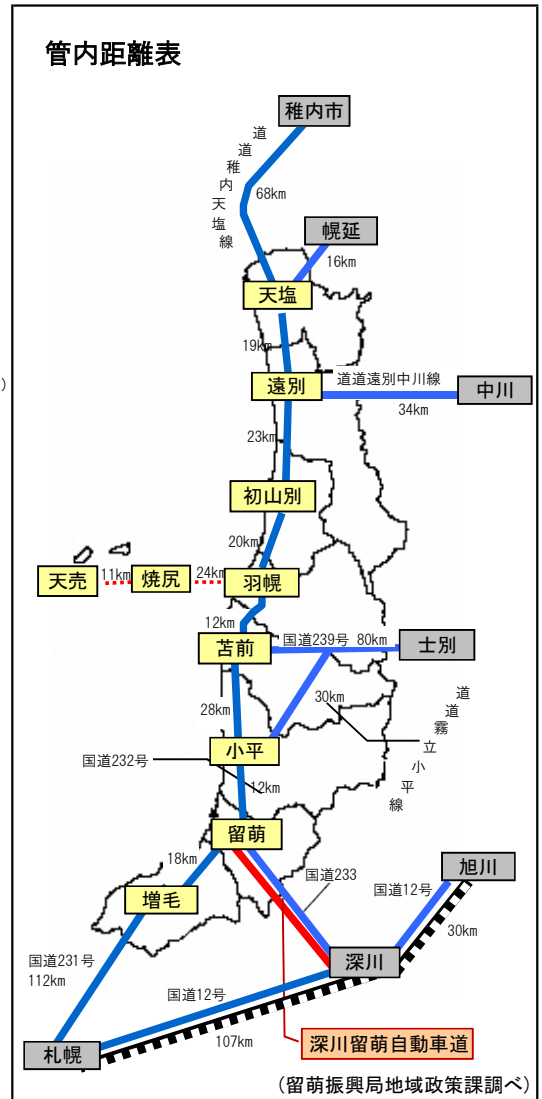 管内距離表
稚内市
道道稚内天塩線
68km
幌延
16km
天塩
19km
)
遠別
道道遠別中川線
34km
中川
23km
初山別
20km
天売
11km
焼尻
24km
羽幌
12km
国道239号 80km
苫前
士別
28km
30km
道道霧立小平線
小平
国道232号
12km
留萌
18km
国道233
旭川
国道12号
増毛
30km
国道231号
112km
深川
国道12号
107km
札幌
深川留萌自動車道
(留萌振興局地域政策課調べ)